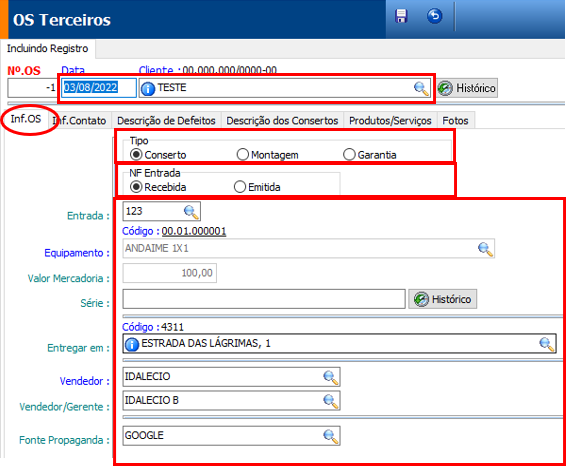 OS Terceiros
Incluindo Registro
Nº.OS Data Cliente : 00.000.000/0000-00
-1 03/08/2022 TESTE Histórico
Inf.OS Inf.Contato Descrição de Defeitos Descrição dos Consertos Produtos/Serviços Fotos
Tipo
Conserto Montagem Garantia
NF Entrada
Recebida Emitida
Entrada : 123
Código : 00.01.000001
Equipamento : ANDAIME 1X1
Valor Mercadoria : 100,00
Série : Histórico
Código : 4311
Entregar em : ESTRADA DAS LÁGRIMAS, 1
Vendedor : IDALECIO
Vendedor/Gerente : IDALECIO B
Fonte Propaganda : GOOGLE